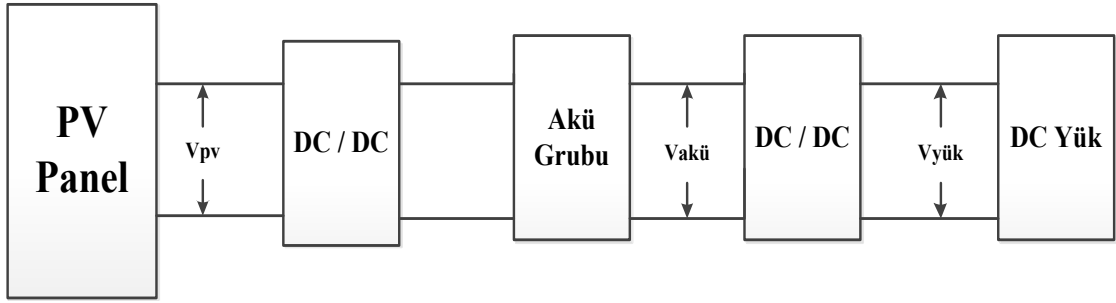 PV
Panel
Vpv
DC / DC
Akü
Grubu
Vakü
DC / DC
Vyük
DC Yük